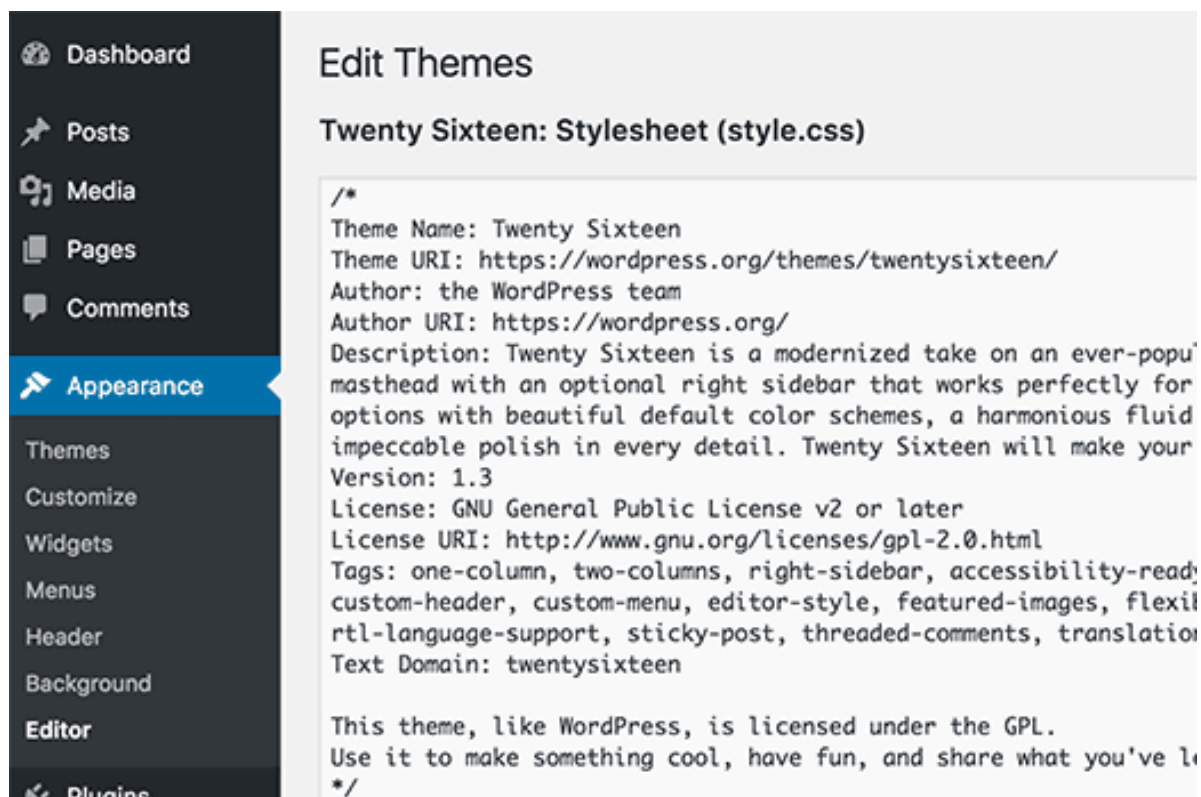 Dashboard
Posts
Media
Pages
Comments
Appearance
Themes
Customize
Widgets
Menus
Header
Background
Editor
Plugins
Edit Themes
Twenty Sixteen: Stylesheet (style.css)
/*
Theme Name: Twenty Sixteen
Theme URI: https://wordpress.org/themes/twentysixteen/
Author: the WordPress team
Author URI: https://wordpress.org/
Description: Twenty Sixteen is a modernized take on an ever-popul
masthead with an optional right sidebar that works perfectly for
options with beautiful default color schemes, a harmonious fluid
impeccable polish in every detail. Twenty Sixteen will make your
Version: 1.3
License: GNU General Public License v2 or later
License URI: http://www.gnu.org/licenses/gpl-2.0.html
Tags: one-column, two-columns, right-sidebar, accessibility-ready
custom-header, custom-menu, editor-style, featured-images, flexib
rtl-language-support, sticky-post, threaded-comments, translation
Text Domain: twentysixteen
This theme, like WordPress, is licensed under the GPL.
Use it to make something cool, have fun, and share what you've le
*/